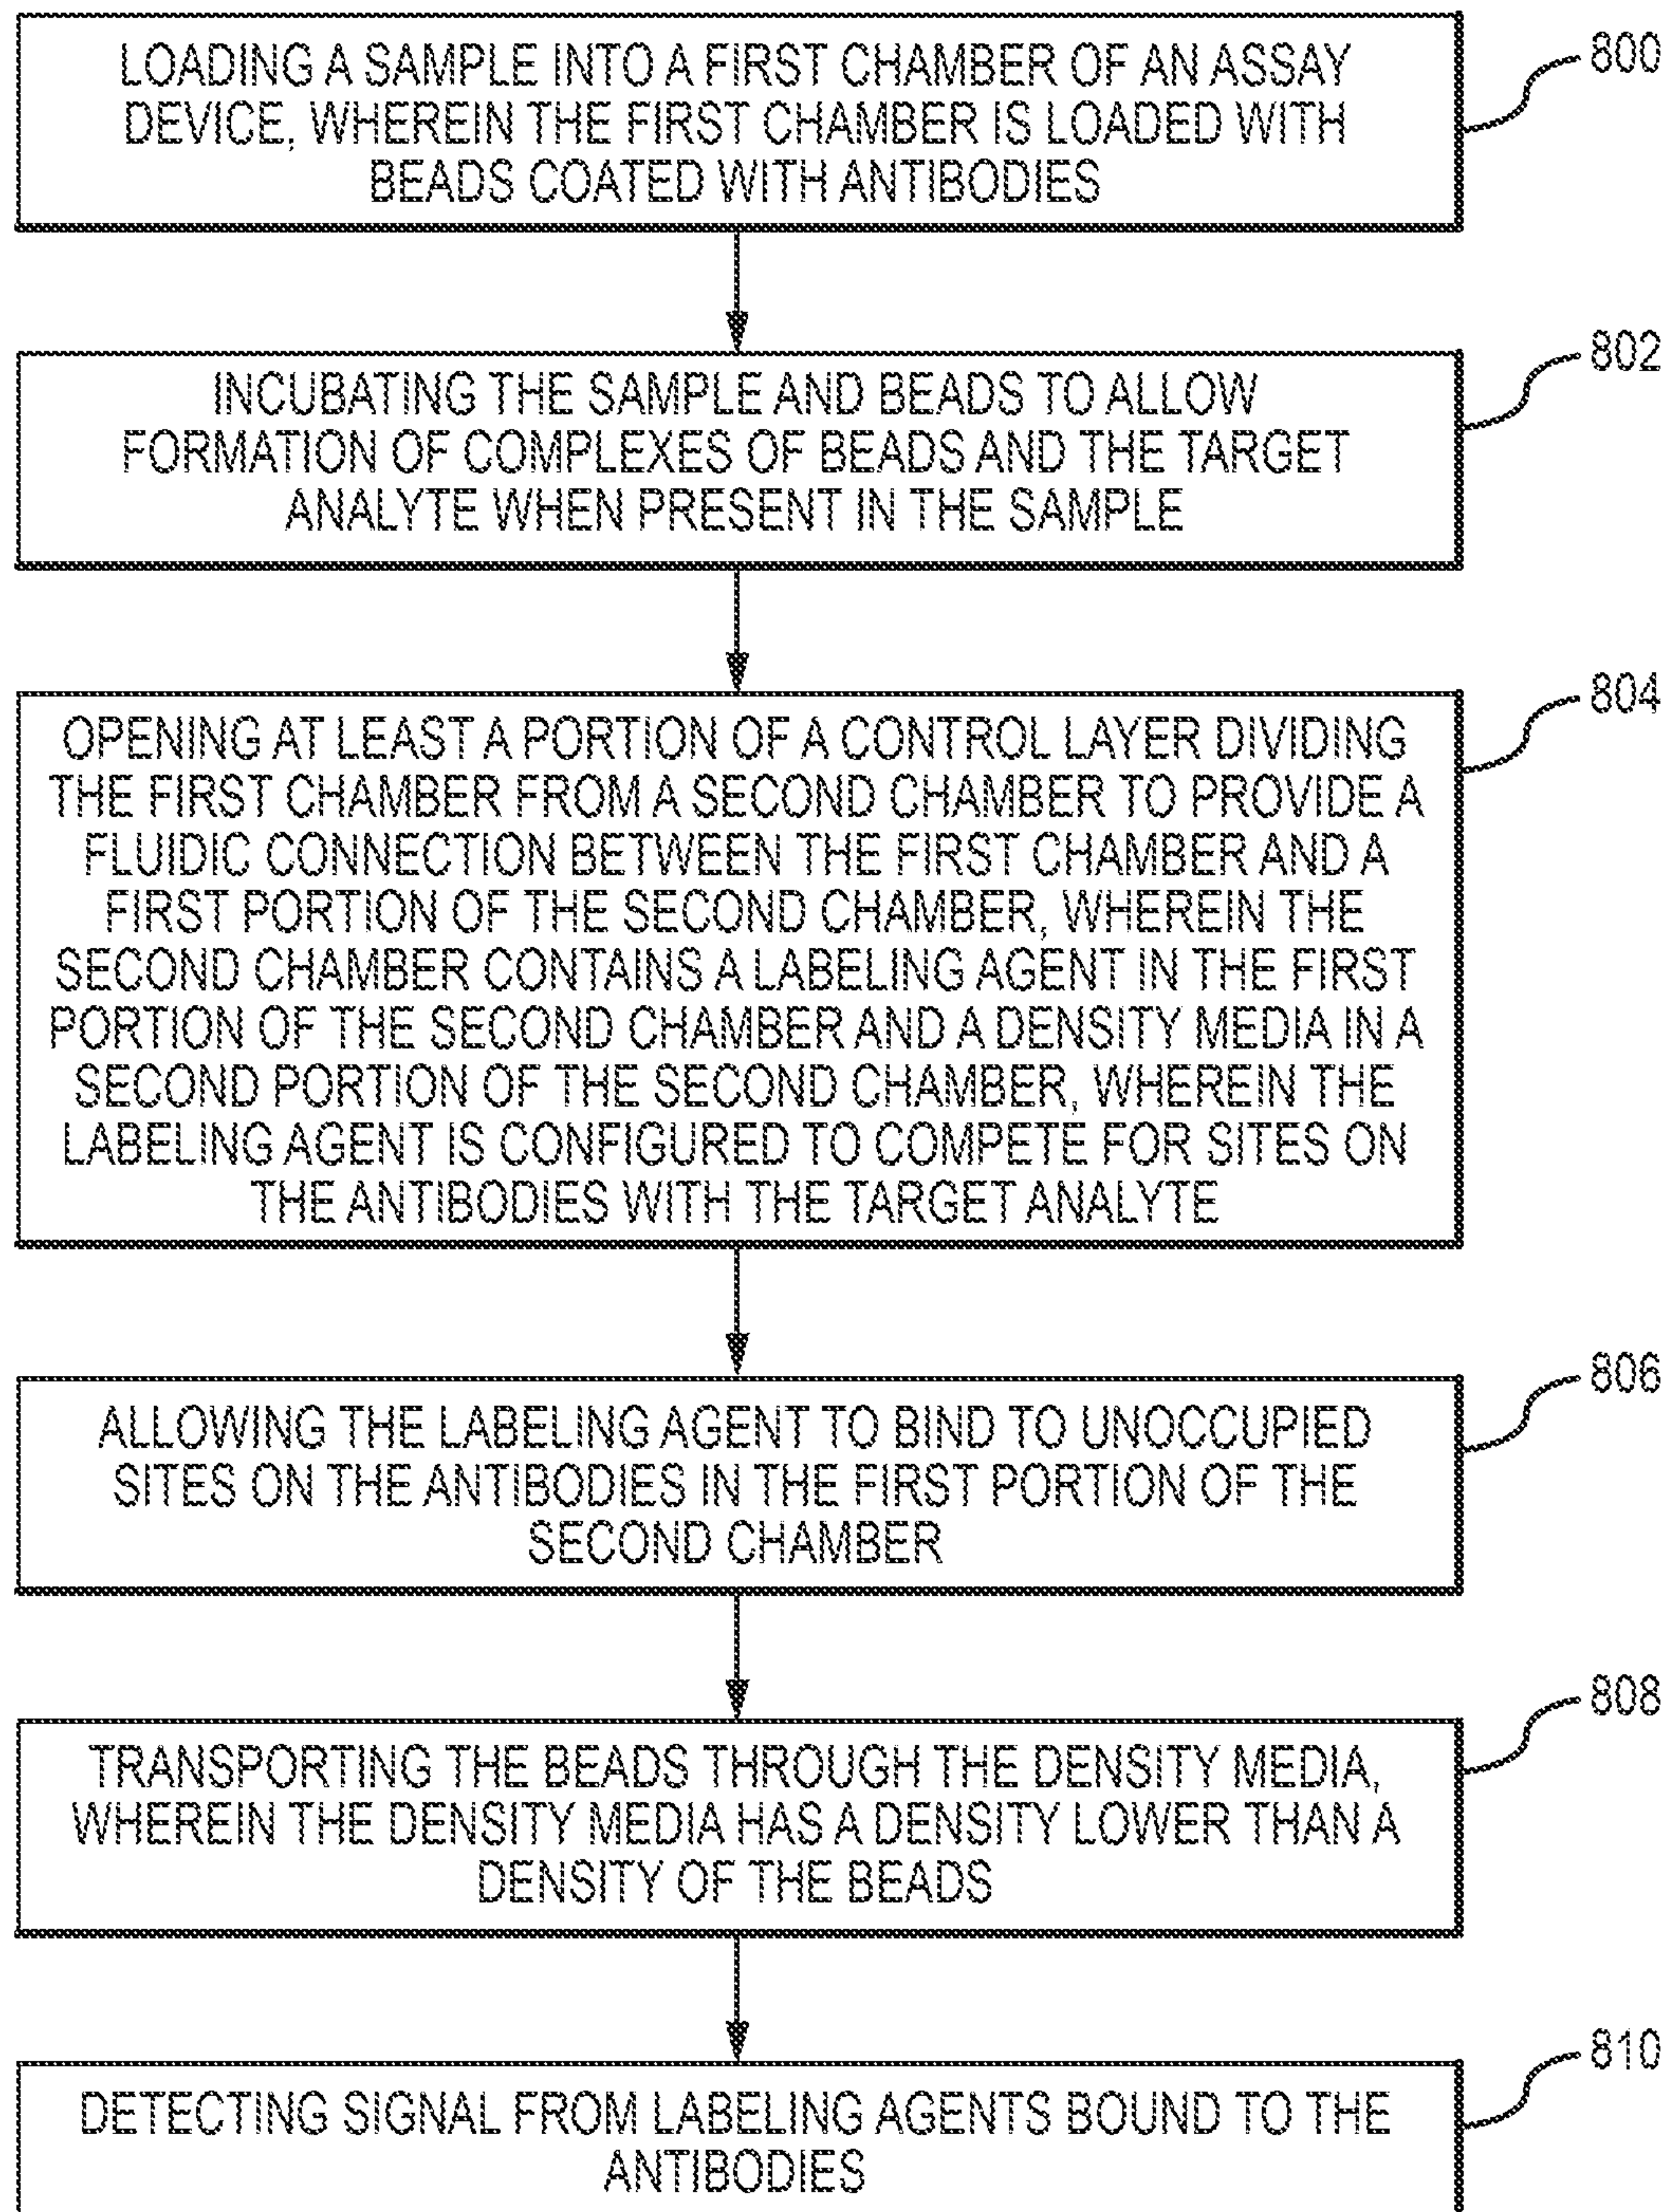 LOADING A SAMPLE INTO A FIRST CHAMBER OF AN ASSAY
DEVICE, WHEREIN THE FIRST CHAMBER IS LOADED WITH
BEADS COATED WITH ANTIBODIES
800
INCUBATING THE SAMPLE AND BEADS TO ALLOW
FORMATION OF COMPLEXES OF BEADS AND THE TARGET
ANALYTE WHEN PRESENT IN THE SAMPLE
802
OPENING AT LEAST A PORTION OF A CONTROL LAYER DIVIDING
THE FIRST CHAMBER FROM A SECOND CHAMBER TO PROVIDE A
FLUIDIC CONNECTION BETWEEN THE FIRST CHAMBER AND A
FIRST PORTION OF THE SECOND CHAMBER, WHEREIN THE
SECOND CHAMBER CONTAINS A LABELING AGENT IN THE FIRST
PORTION OF THE SECOND CHAMBER AND A DENSITY MEDIA IN A
SECOND PORTION OF THE SECOND CHAMBER, WHEREIN THE
LABELING AGENT IS CONFIGURED TO COMPETE FOR SITES ON
THE ANTIBODIES WITH THE TARGET ANALYTE
804
ALLOWING THE LABELING AGENT TO BIND TO UNOCCUPIED
SITES ON THE ANTIBODIES IN THE FIRST PORTION OF THE
SECOND CHAMBER
806
TRANSPORTING THE BEADS THROUGH THE DENSITY MEDIA,
WHEREIN THE DENSITY MEDIA HAS A DENSITY LOWER THAN A
DENSITY OF THE BEADS
808
DETECTING SIGNAL FROM LABELING AGENTS BOUND TO THE
ANTIBODIES
810